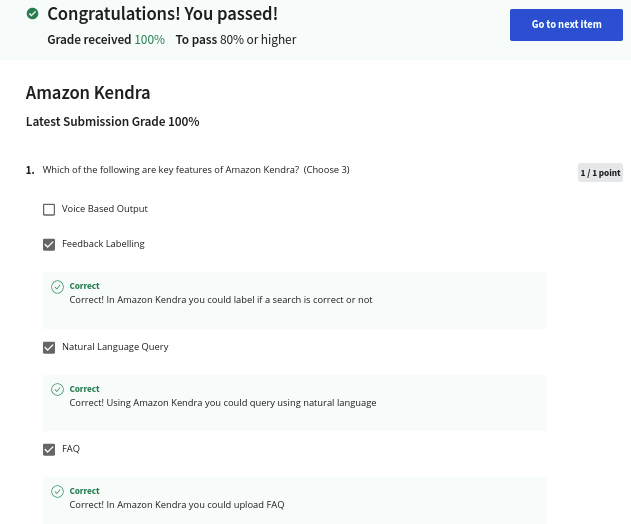 Congratulations! You passed!
Grade received 100% To pass 80% or higher
Go to next item
Amazon Kendra
Latest Submission Grade 100%
1. Which of the following are key features of Amazon Kendra? (Choose 3)
1 / 1 point
Voice Based Output
Feedback Labelling
Correct
Correct! In Amazon Kendra you could label if a search is correct or not
Natural Language Query
Correct
Correct! Using Amazon Kendra you could query using natural language
FAQ
Correct
Correct! In Amazon Kendra you could upload FAQ